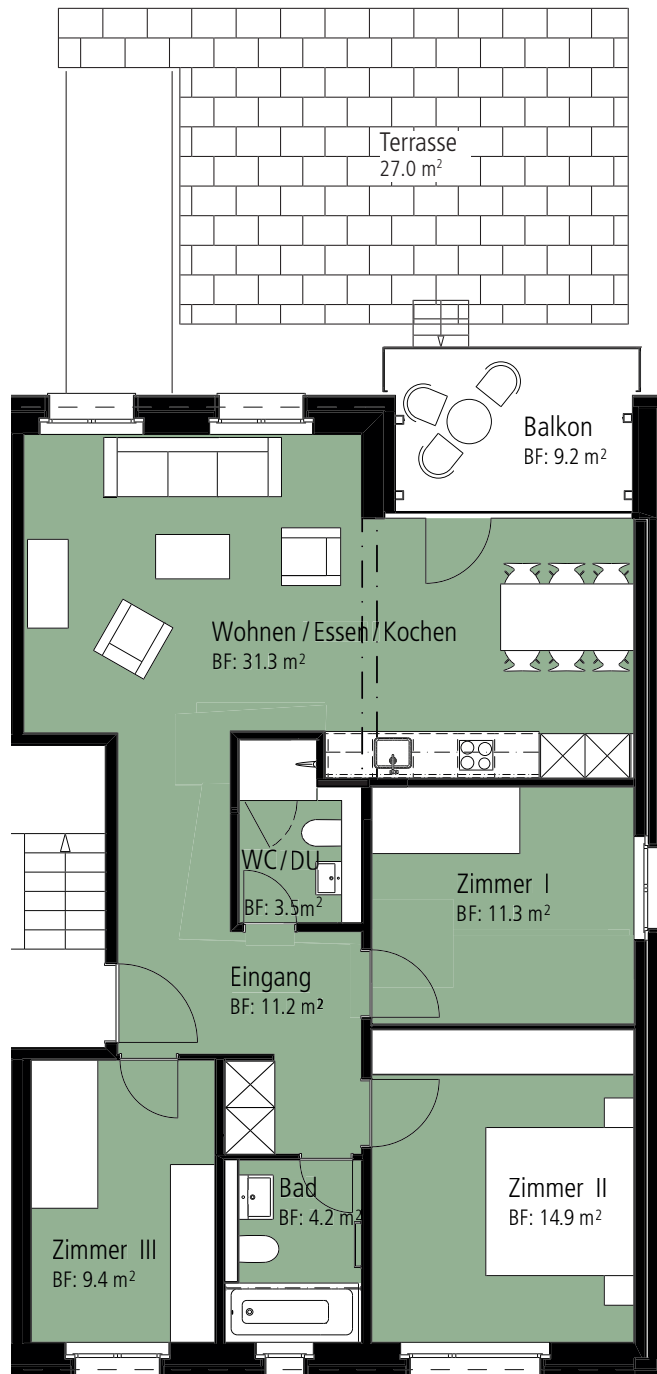 Terrasse
27.0 m²
Balkon
BF: 9.2 m²
Wohnen / Essen / Kochen
BF: 31.3 m²
WC/DU
BF: 3.5m²
Zimmer I
BF: 11.3 m²
Eingang
BF: 11.2 m²
Bad
BF: 4.2 m²
Zimmer II
BF: 14.9 m²
Zimmer III
BF: 9.4 m²